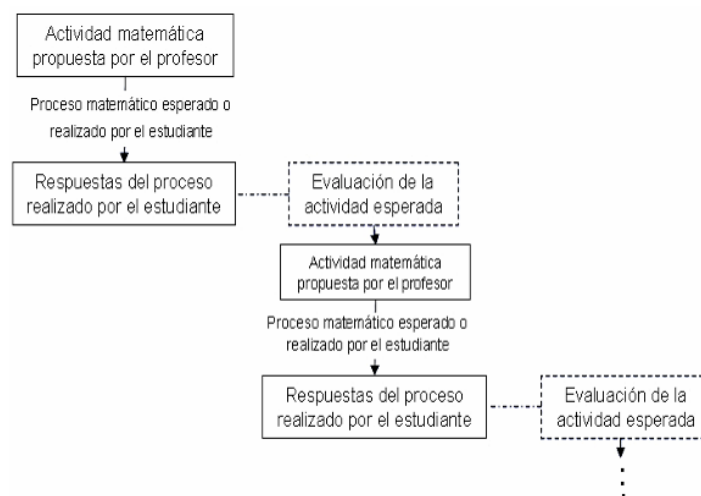 Actividad matemática
propuesta por el profesor
Proceso matemático esperado o
realizado por el estudiante
Respuestas del proceso
realizado por el estudiante
Evaluación de la
actividad esperada
Actividad matemática
propuesta por el profesor
Proceso matemático esperado o
realizado por el estudiante
Respuestas del proceso
realizado por el estudiante
Evaluación de la
actividad esperada